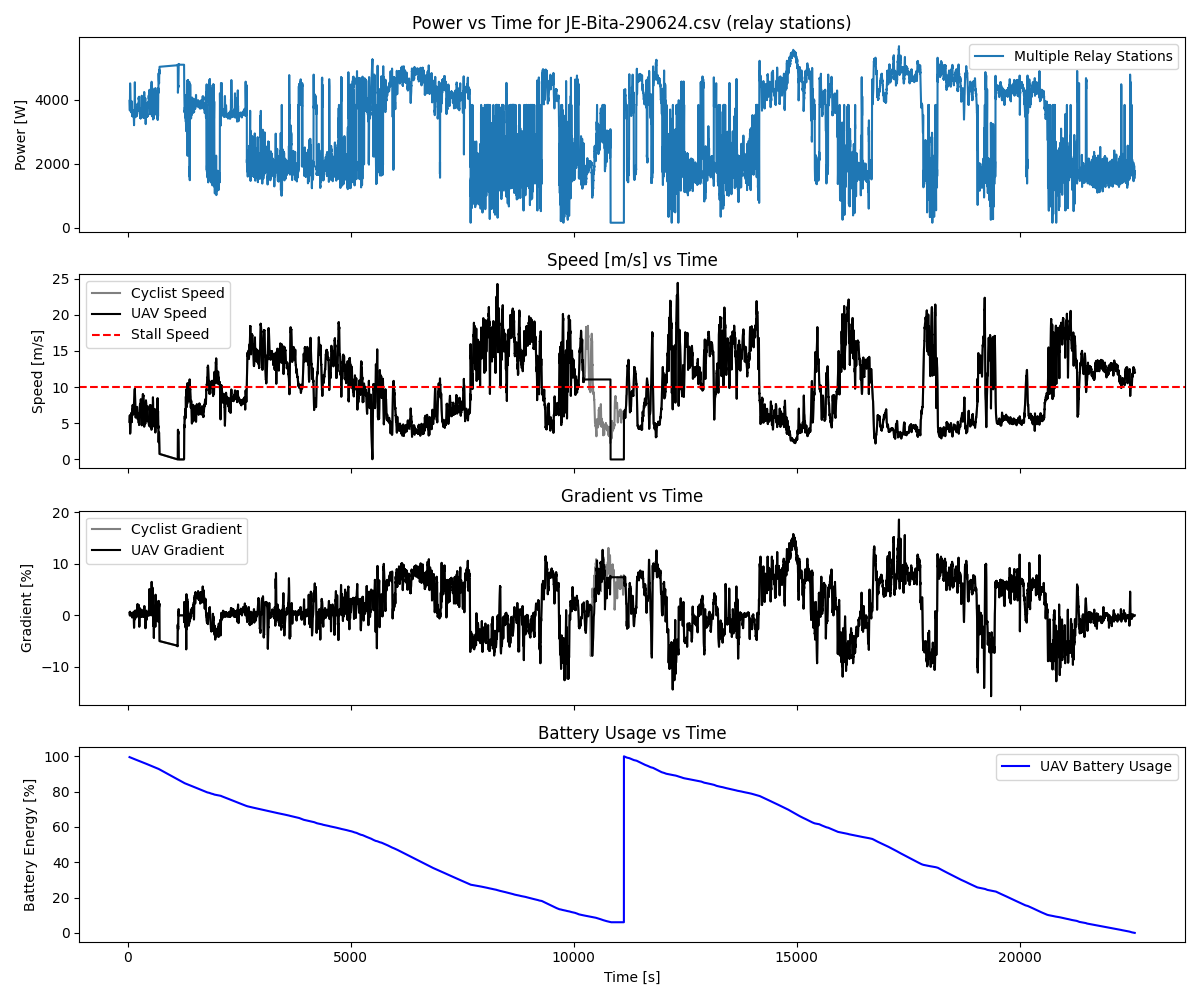 Power vs Time for JE-Bita-290624.csv (relay stations)
Multiple Relay Stations
Power [W]
4000
2000
0
Speed [m/s] vs Time
Cyclist Speed
UAV Speed
Stall Speed
Speed [m/s]
25
20
15
10
5
0
Gradient vs Time
Cyclist Gradient
UAV Gradient
Gradient [%]
20
10
0
−10
Battery Usage vs Time
UAV Battery Usage
Battery Energy [%]
100
80
60
40
20
0
0 5000 10000 15000 20000
Time [s]